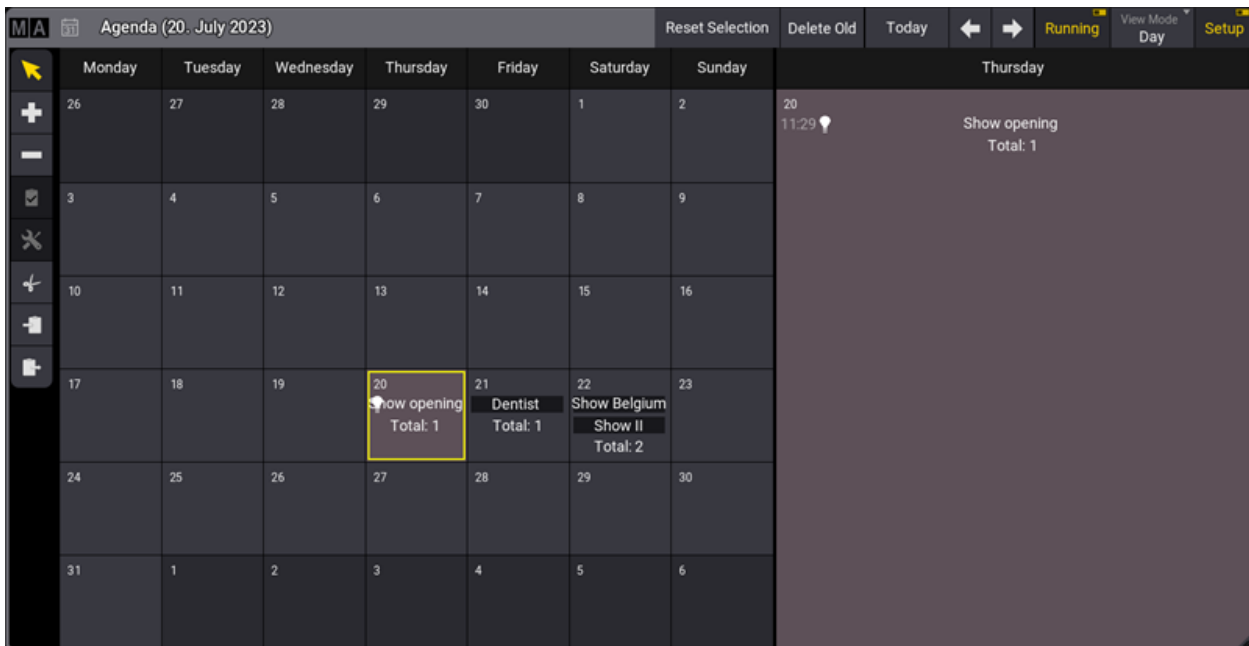 MA Agenda (20. July 2023) Reset Selection Delete Old Today Running View Mode Day Setup
Monday Tuesday Wednesday Thursday Friday Saturday Sunday Thursday
26 27 28 29 30 1 2 20
11:29 Show opening
Total: 1
3 4 5 6 7 8 9
10 11 12 13 14 15 16
17 18 19 20 21 22 23
Show opening Dentist Show Belgium
Total: 1 Total: 1 Show II
Total: 2
24 25 26 27 28 29 30
31 1 2 3 4 5 6